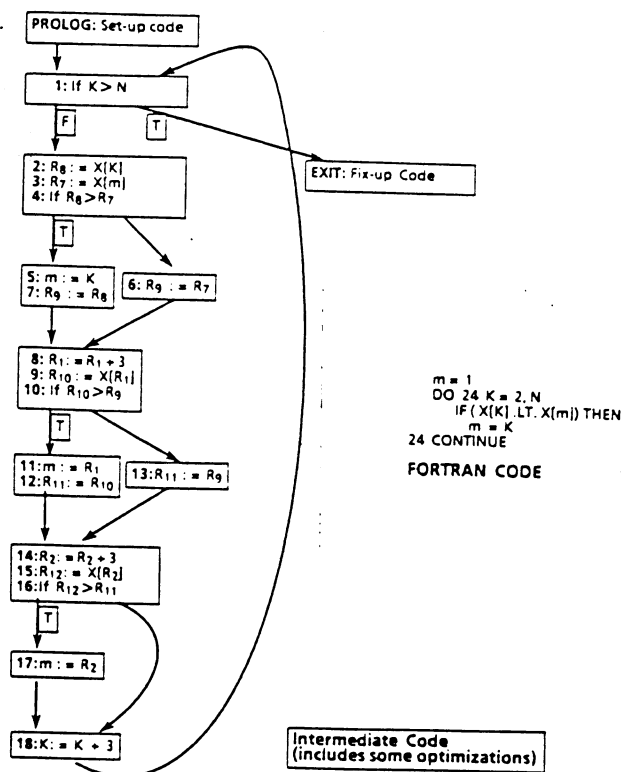 PROLOG: Set-up code
1: If K > N
F
T
2: R8 := X[K]
3: R7 := X[m]
4: If R8 > R7
EXIT: Fix-up Code
T
5: m := K
7: R9 := R8
6: R9 := R7
8: R1 := R1 + 3
9: R10 := X[R1]
10: If R10 > R9
T
11: m := R1
12: R11 := R10
13: R11 := R9
14: R2 := R2 + 3
15: R12 := X[R2]
16: If R12 > R11
T
17: m := R2
18: K := K + 3
m = 1
DO 24 K = 2, N
IF ( X[K] .LT. X[m]) THEN
m = K
24 CONTINUE
FORTRAN CODE
Intermediate Code
(includes some optimizations)